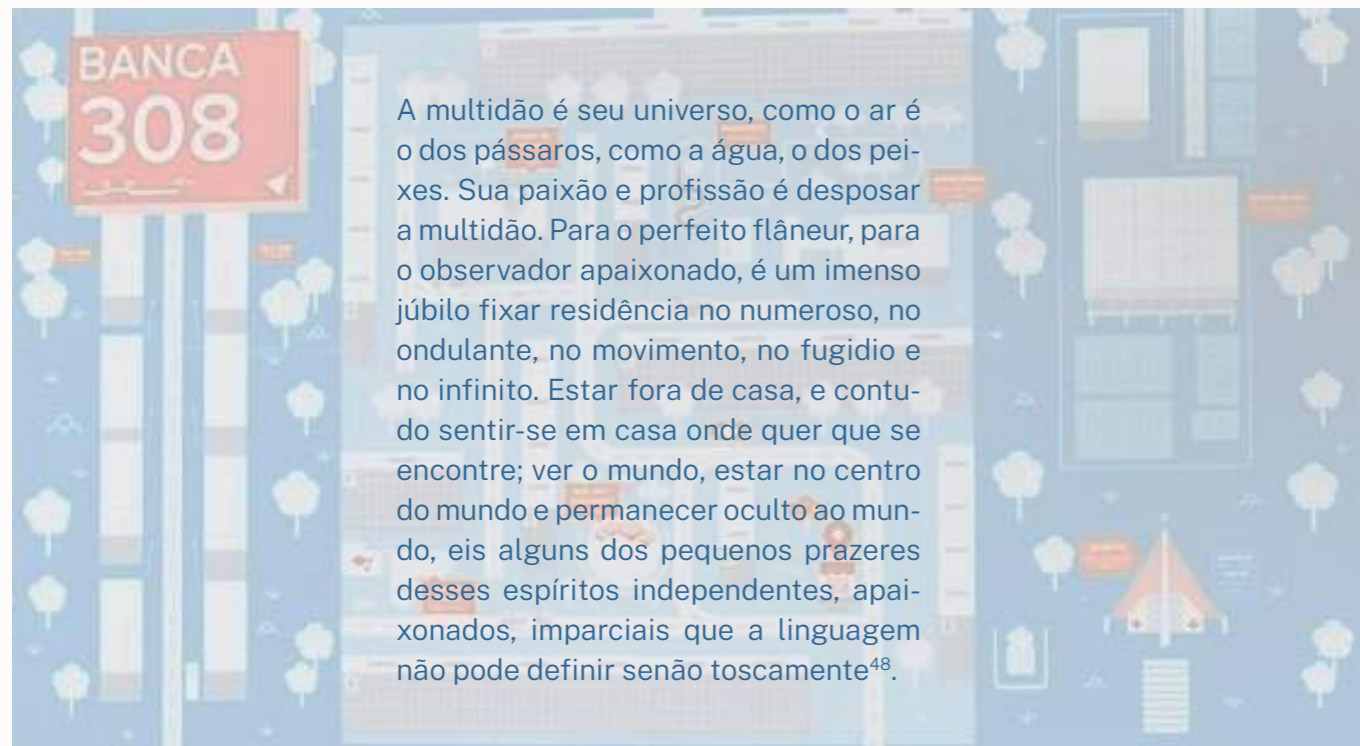 BANCA
308
A multidão é seu universo, como o ar é
o dos pássaros, como a água, o dos pei-
xes. Sua paixão e profissão é desposar
a multidão. Para o perfeito flâneur, para
o observador apaixonado, é um imenso
júbilo fixar residência no numeroso, no
ondulante, no movimento, no fugidio e
no infinito. Estar fora de casa, e contu-
do sentir-se em casa onde quer que se
encontre; ver o mundo, estar no centro
do mundo e permanecer oculto ao mun-
do, eis alguns dos pequenos prazeres
desses espíritos independentes, apai-
xonados, imparciais que a linguagem
não pode definir senão toscamente⁴⁸.